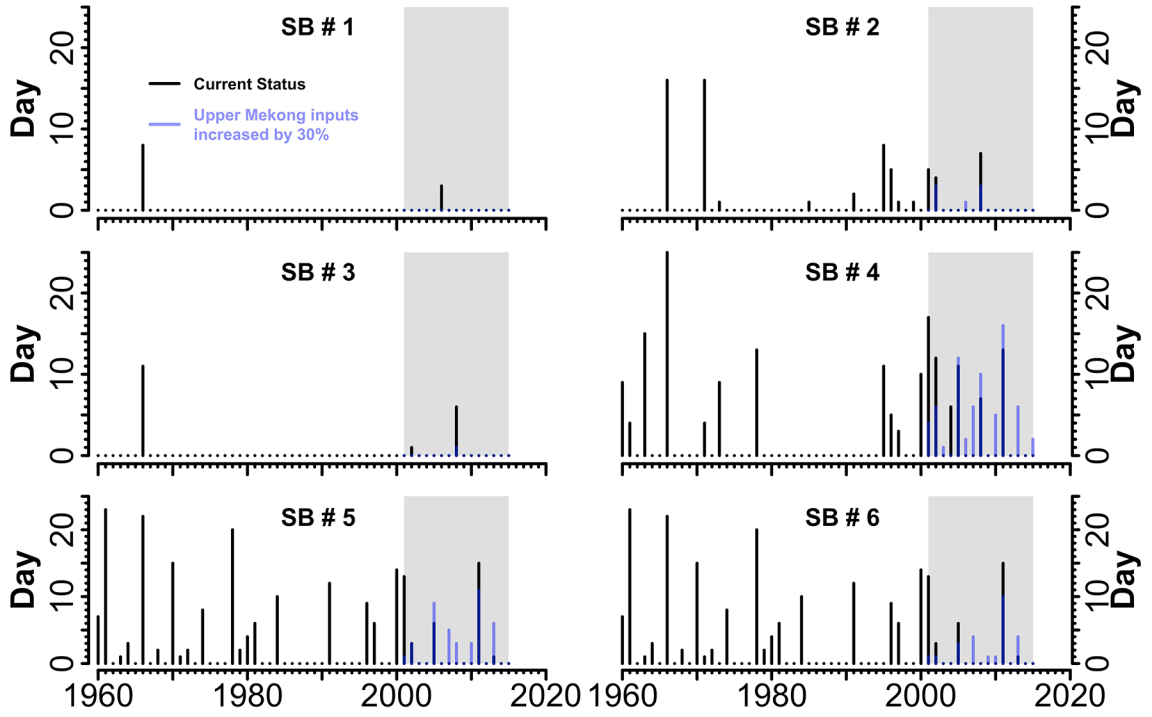 SB # 1
SB # 2
Day
0
10
20
Current Status
Upper Mekong inputs
increased by 30%
0
10
20
Day
SB # 3
SB # 4
Day
0
10
20
0
10
20
Day
SB # 5
SB # 6
Day
0
10
20
0
10
20
Day
1960
1980
2000
2020
1960
1980
2000
2020